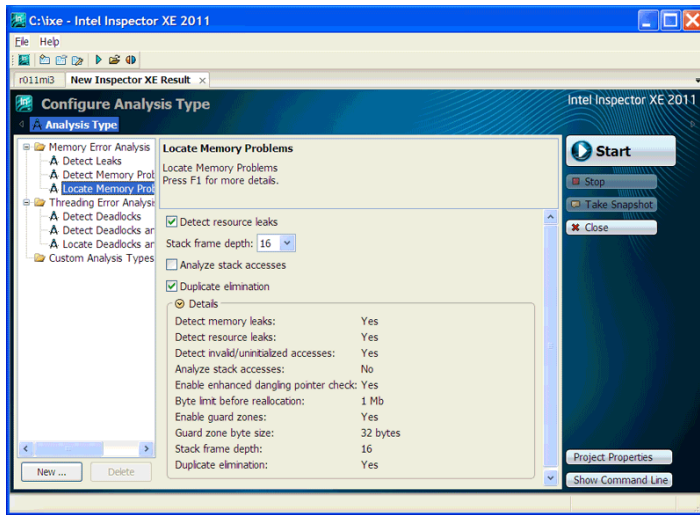 C:\ixe - Intel Inspector XE 2011
File Help
r011mi3 New Inspector XE Result
Configure Analysis Type
Intel Inspector XE 2011
Analysis Type
Memory Error Analysis
Detect Leaks
Detect Memory Prob
Locate Memory Prob
Threading Error Analysis
Detect Deadlocks
Detect Deadlocks an
Locate Deadlocks an
Custom Analysis Types
New ...
Delete
Locate Memory Problems
Locate Memory Problems
Press F1 for more details.
Detect resource leaks
Stack frame depth: 16
Analyze stack accesses
Duplicate elimination
Details
Detect memory leaks: Yes
Detect resource leaks: Yes
Detect invalid/uninitialized accesses: Yes
Analyze stack accesses: No
Enable enhanced dangling pointer check: Yes
Byte limit before reallocation: 1 Mb
Enable guard zones: Yes
Guard zone byte size: 32 bytes
Stack frame depth: 16
Duplicate elimination: Yes
Start
Stop
Take Snapshot
Close
Project Properties
Show Command Line